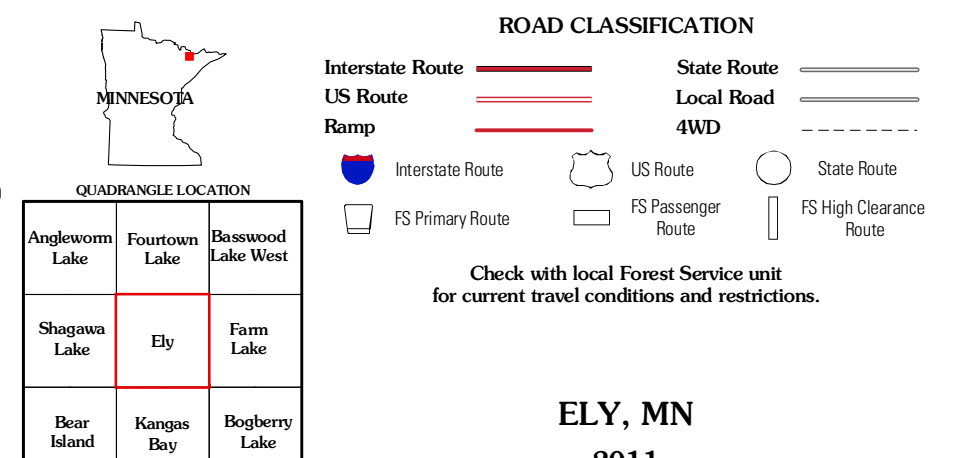 MINNESOTA
QUADRANGLE LOCATION
Angleworm
Lake
Fourtown
Lake
Basswood
Lake West
Shagawa
Lake
Ely
Farm
Lake
Bear
Island
Kangas
Bay
Bogberry
Lake
ROAD CLASSIFICATION
Interstate Route
State Route
US Route
Local Road
Ramp
4WD
Interstate Route
US Route
State Route
FS Primary Route
FS Passenger
Route
FS High Clearance
Route
Check with local Forest Service unit
for current travel conditions and restrictions.
ELY, MN
2011